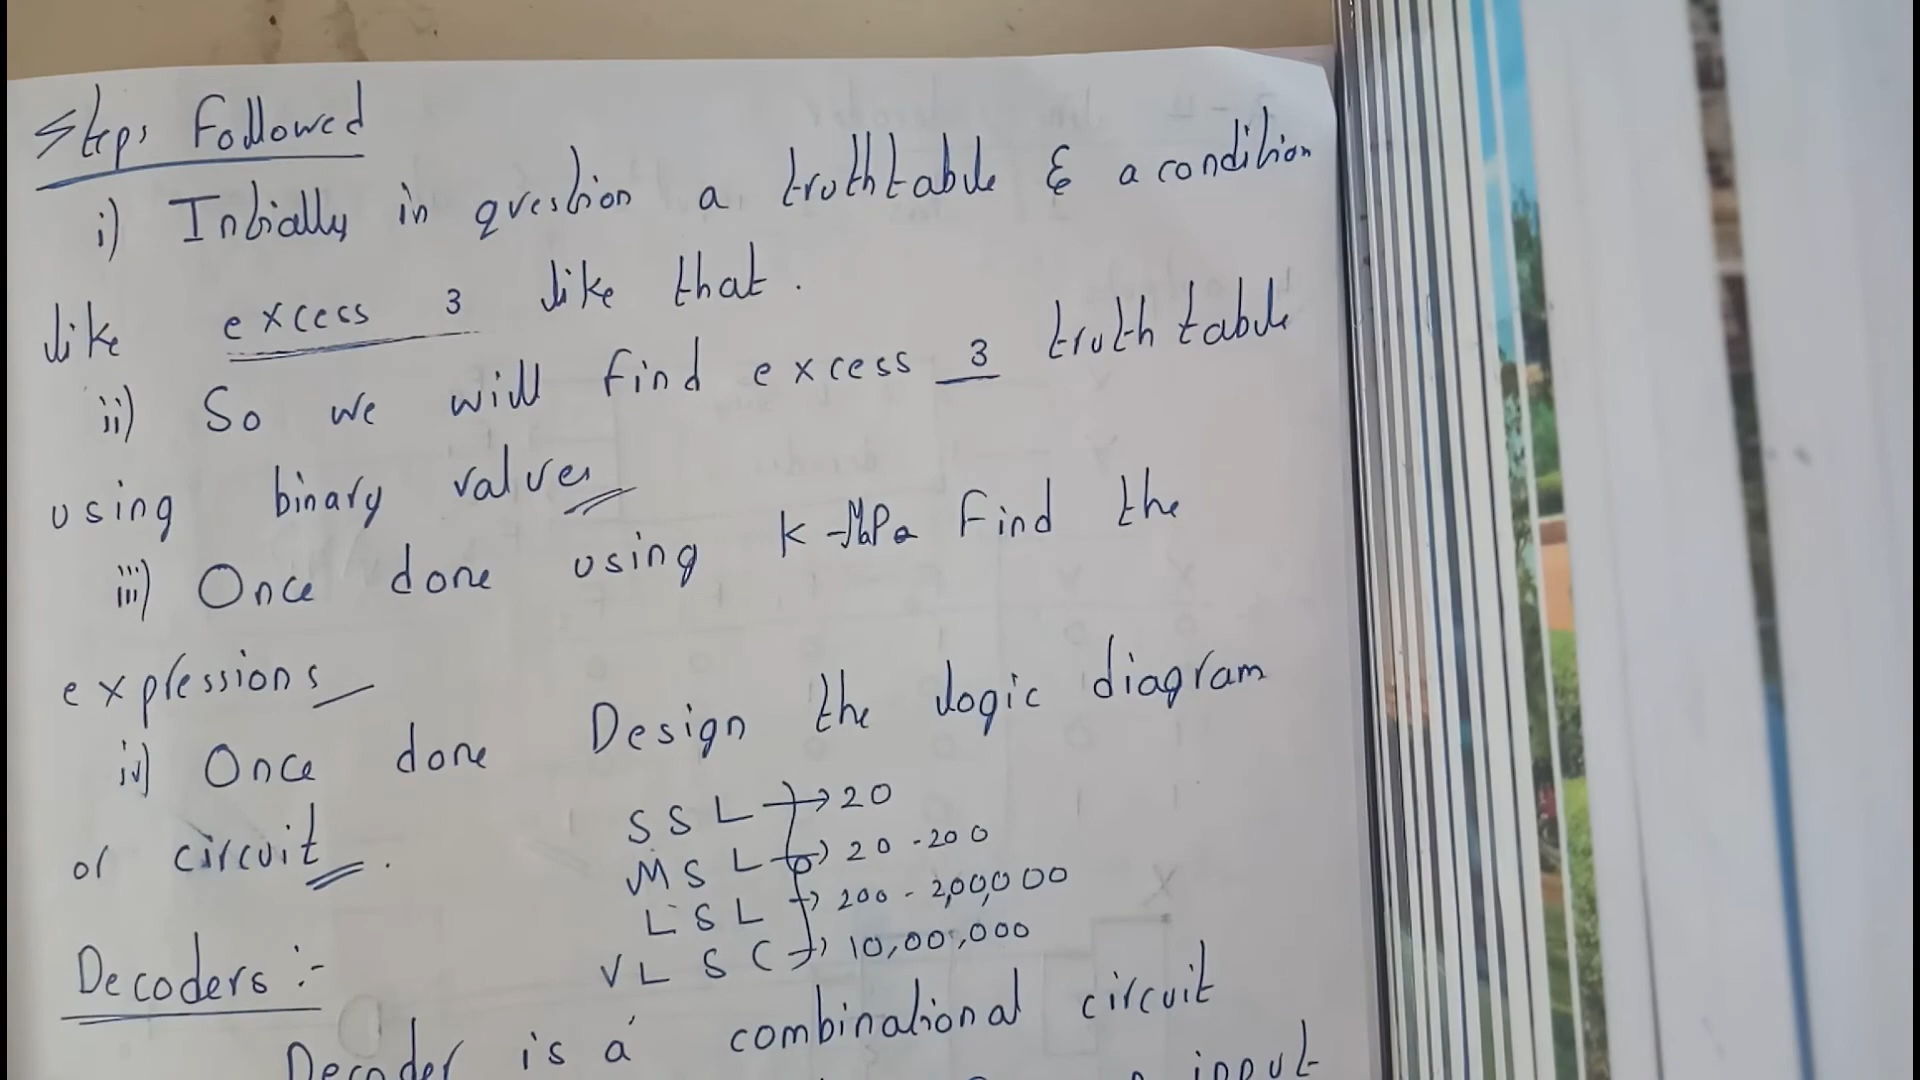 Steps Followed
i) Initially in question a truthtable & a condition
like excess 3 like that.
ii) So we will find excess 3 truth table
using binary values
iii) Once done using K-MaPa Find the
expressions
iv) Once done Design the logic diagram
or circuit.
SSL → 20
MSL → 20-200
LSL → 200-2,00,000
VLSC → 10,00,000
Decoders :-
Decoder is a combinational circuit
input